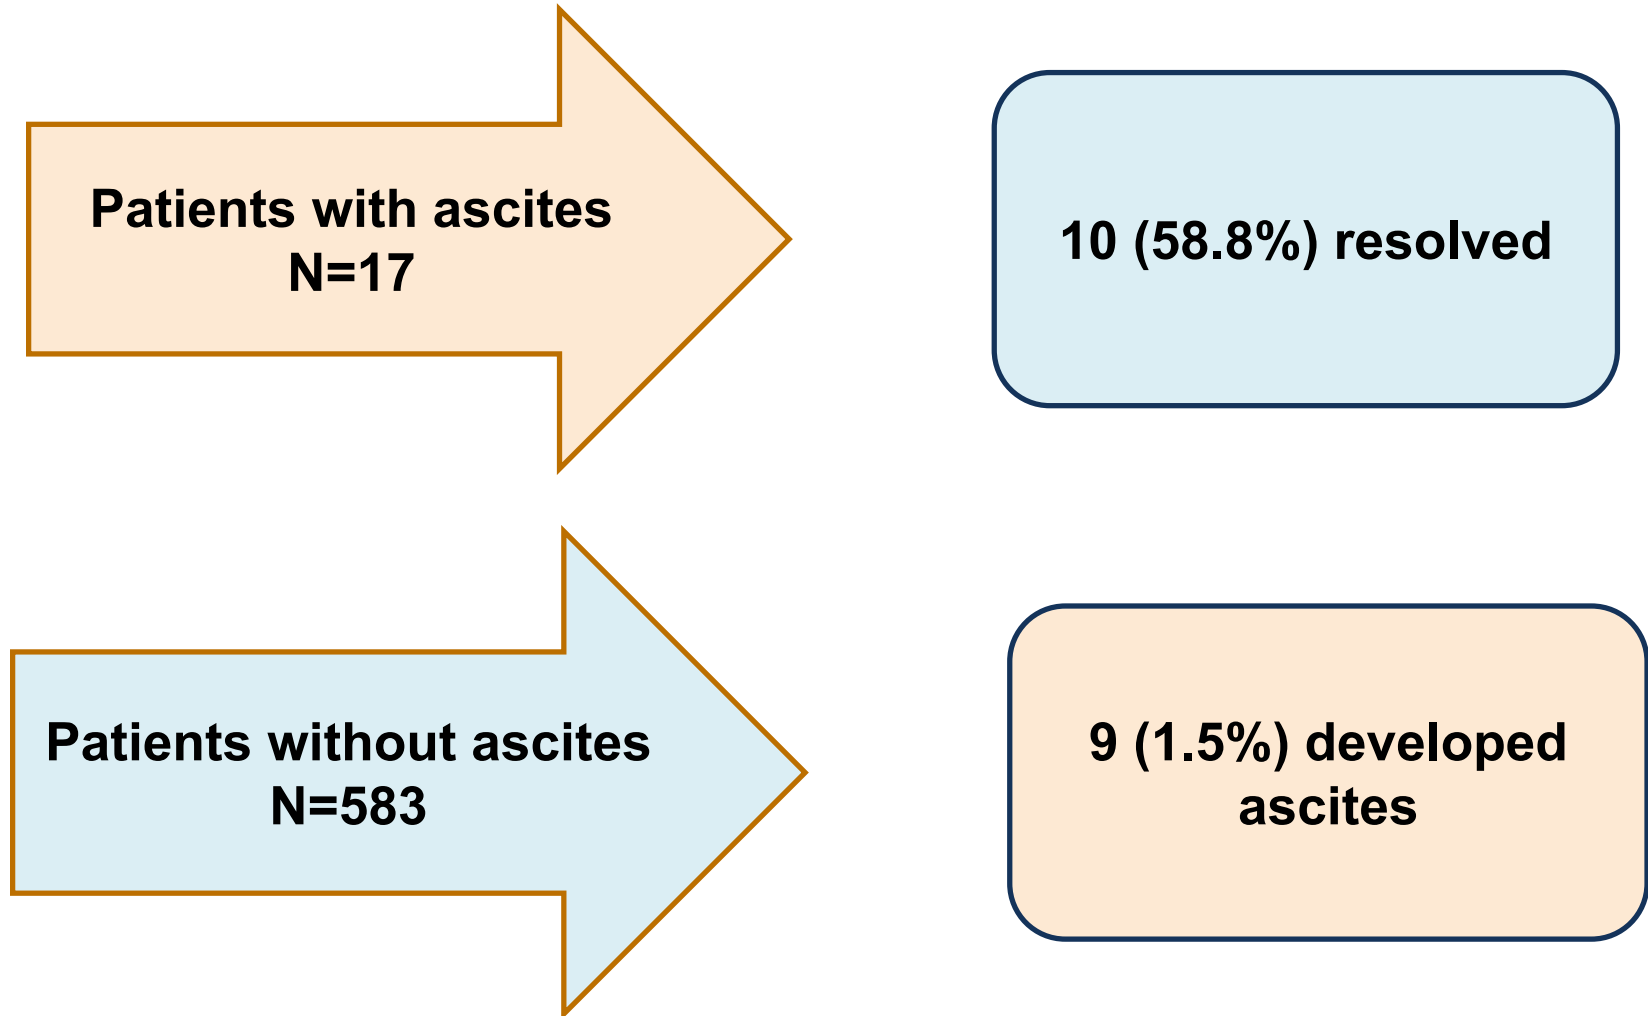 Patients with ascites
N=17
10 (58.8%) resolved
Patients without ascites
N=583
9 (1.5%) developed
ascites